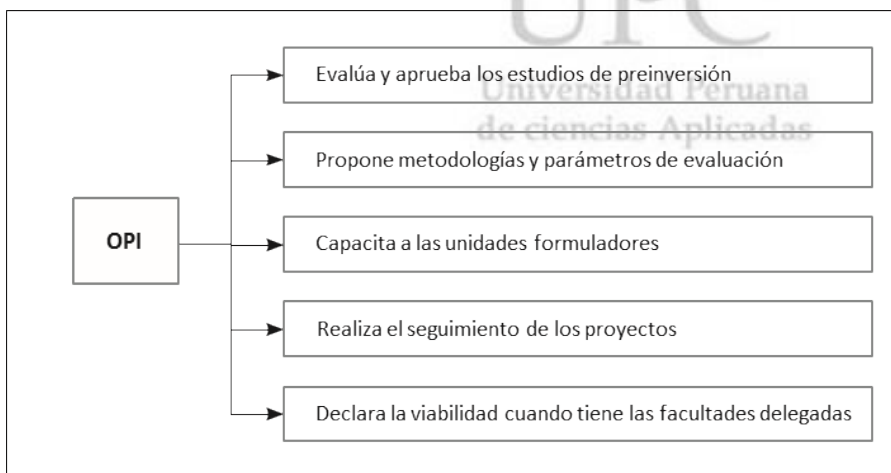 UPC
Evalúa y aprueba los estudios de preinversión
Universidad Peruana
de ciencias Aplicadas
Propone metodologías y parámetros de evaluación
OPI
Capacita a las unidades formuladores
Realiza el seguimiento de los proyectos
Declara la viabilidad cuando tiene las facultades delegadas